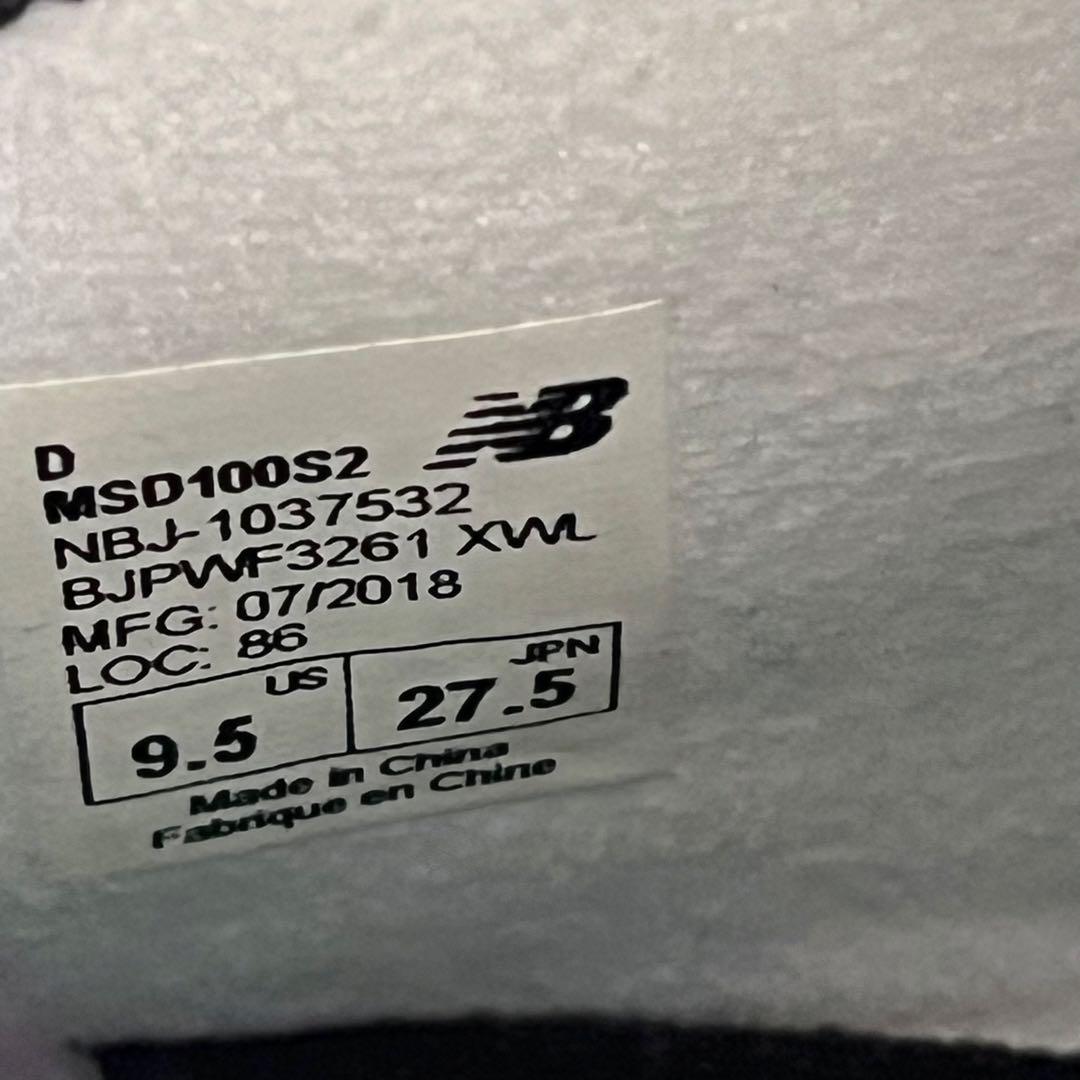 D
MSD100S2
NBJ-1037532
BJPWF3261 XWL
MFG: 07/2018
LOC: 86
US JPN
9.5 27.5
Made in China
Fabrique en Chine